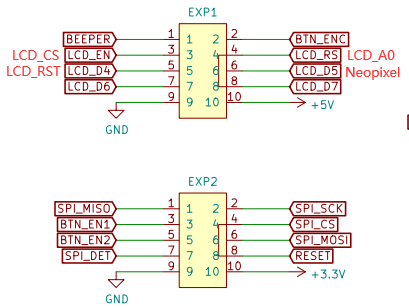 EXP1
BEEPER 1 1 2 2 BTN_ENC
LCD_CS LCD_EN 3 3 4 4 LCD_RS LCD_A0
LCD_RST LCD_D4 5 5 6 6 LCD_D5 Neopixel
LCD_D6 7 7 8 8 LCD_D7
9 9 10 10 +5V
GND
EXP2
SPI_MISO 1 1 2 2 SPI_SCK
BTN_EN1 3 3 4 4 SPI_CS
BTN_EN2 5 5 6 6 SPI_MOSI
SPI_DET 7 7 8 8 RESET
9 9 10 10 +3.3V
GND